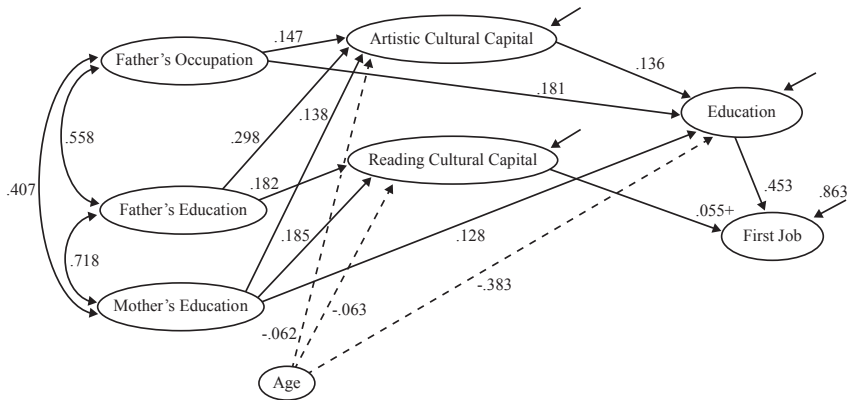 .147
Artistic Cultural Capital
Father’s Occupation
.136
.181
.138
Education
.558
.298
.407
.182
Reading Cultural Capital
.453
.863
Father’s Education
.055+
.185
.128
First Job
.718
-.383
Mother’s Education
-.062
-.063
Age